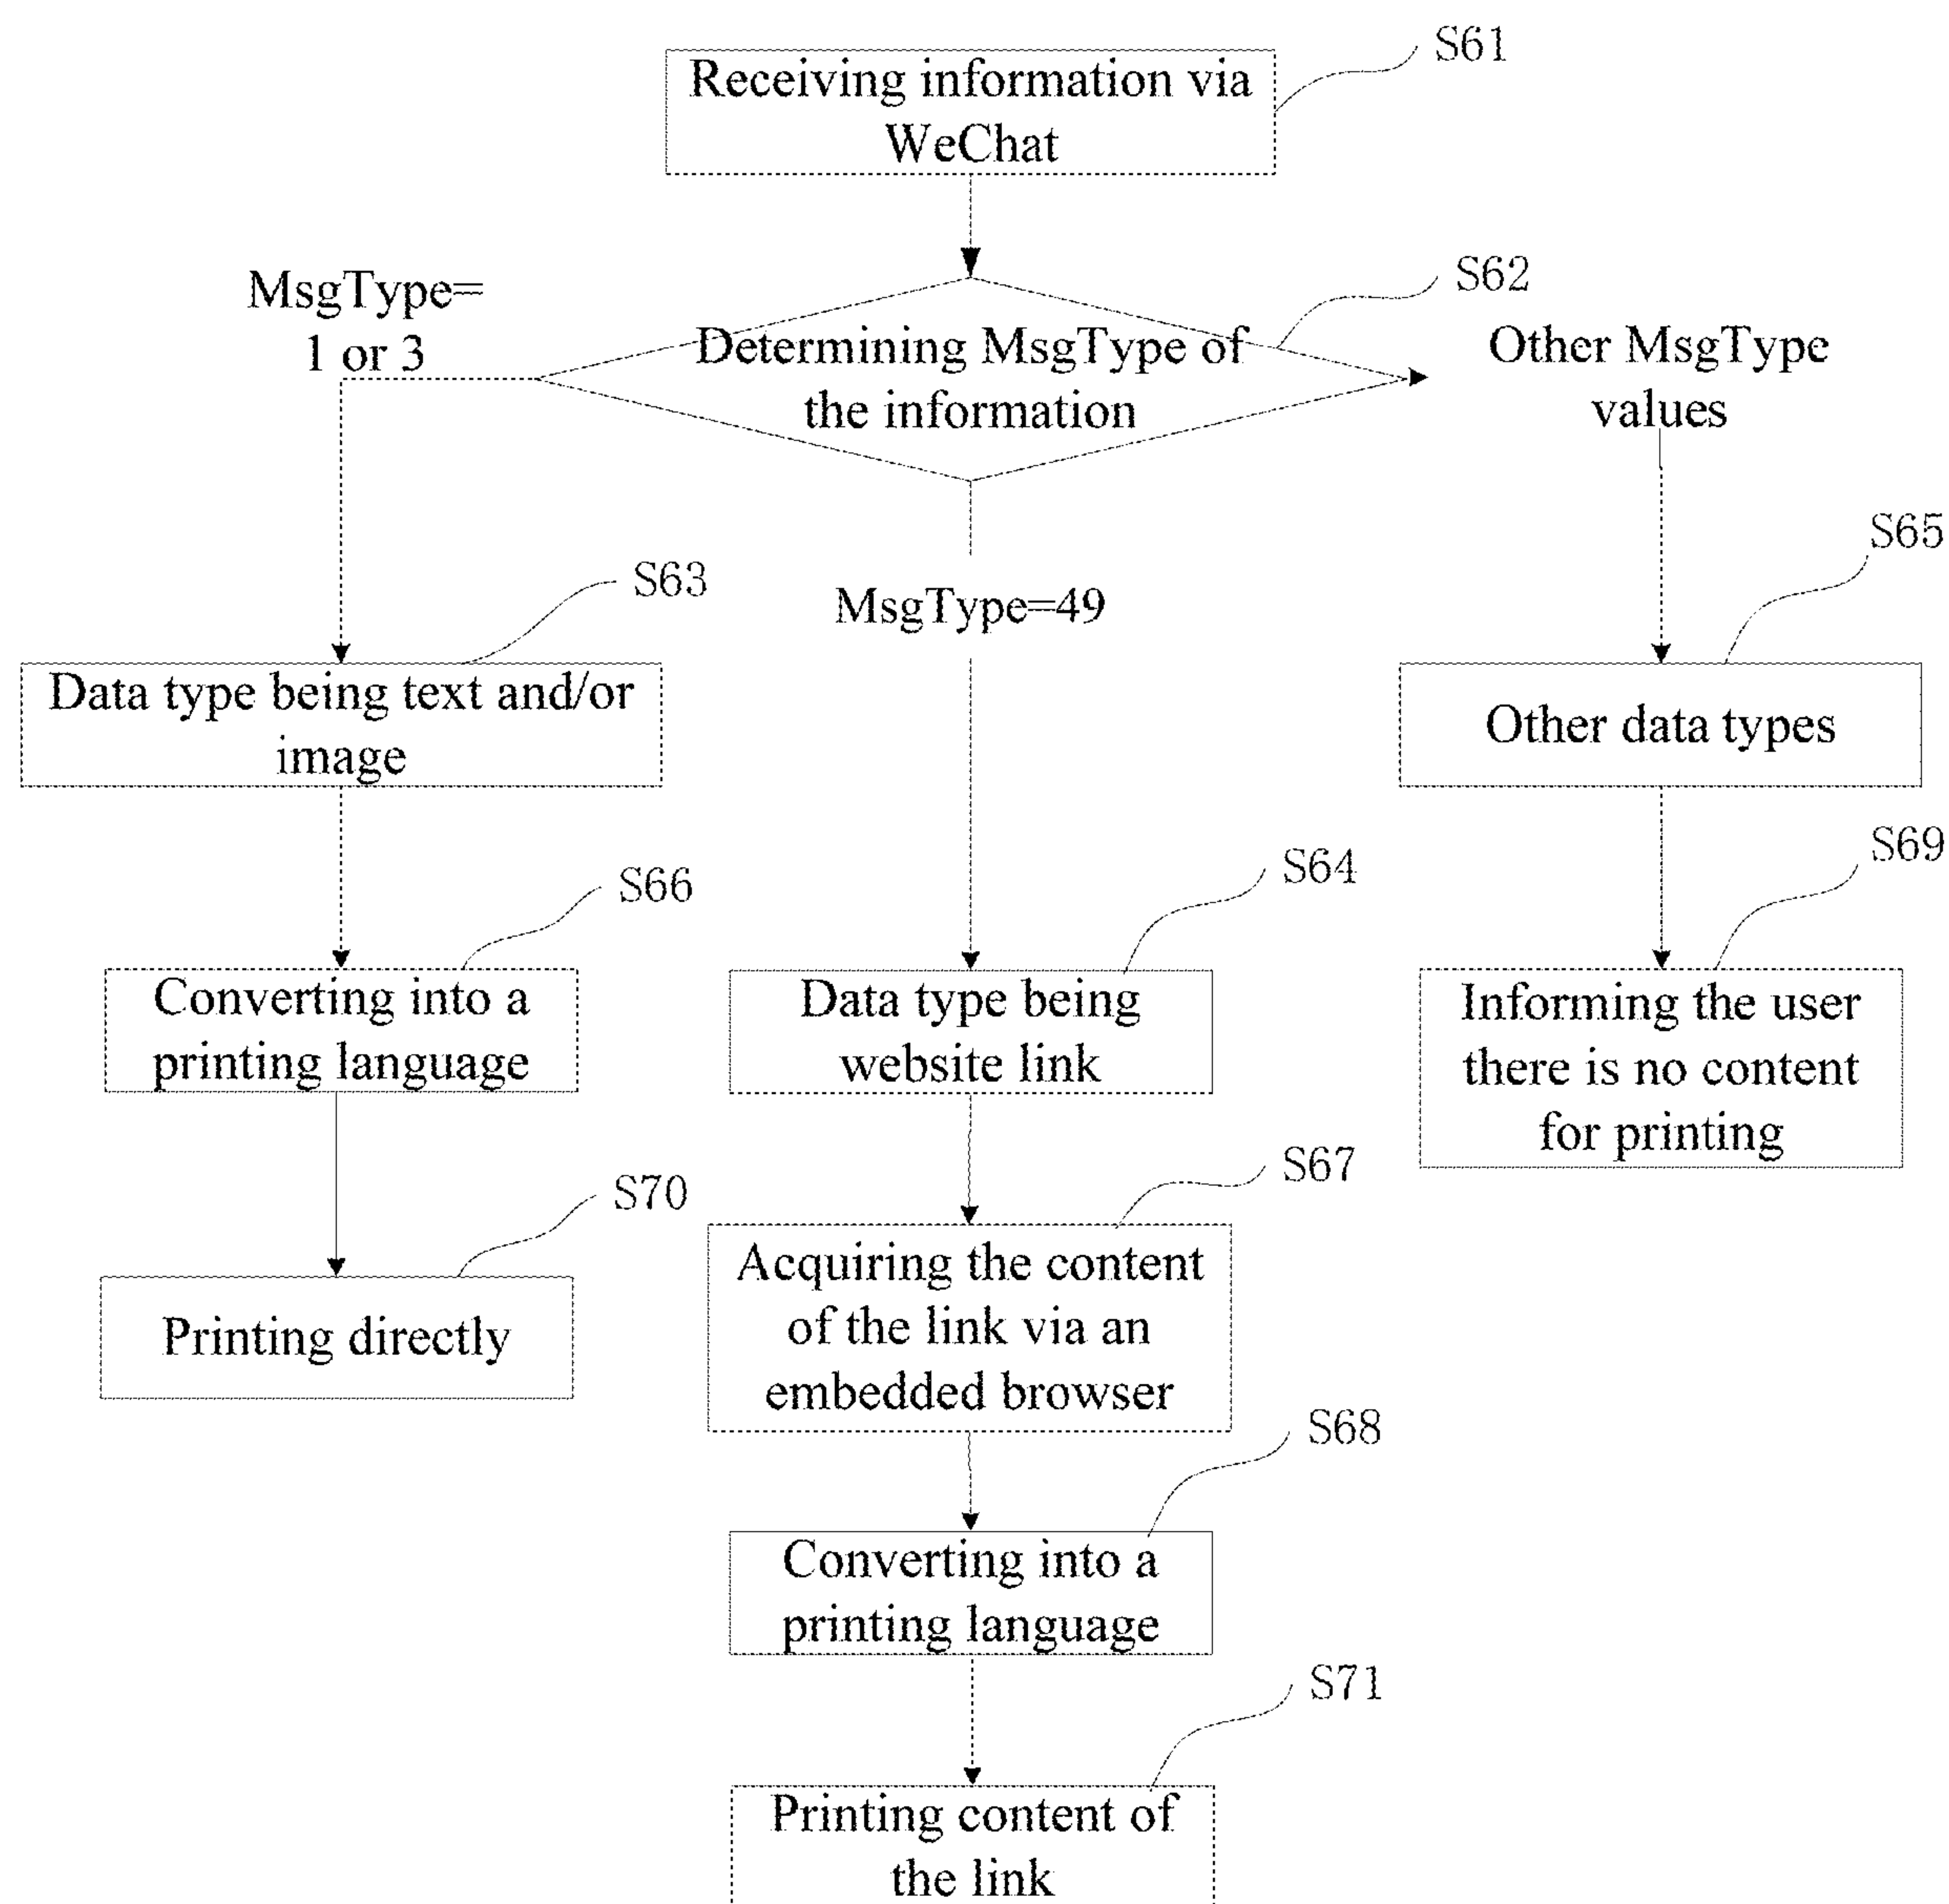 S61
Receiving information via
WeChat
S62
MsgType=
1 or 3
Determining MsgType of
the information
Other MsgType
values
S65
S63
MsgType=49
Data type being text and/or
image
Other data types
S66
S64
S69
Converting into a
printing language
Data type being
website link
Informing the user
there is no content
for printing
S70
S67
Printing directly
Acquiring the content
of the link via an
embedded browser
S68
Converting into a
printing language
S71
Printing content of
the link